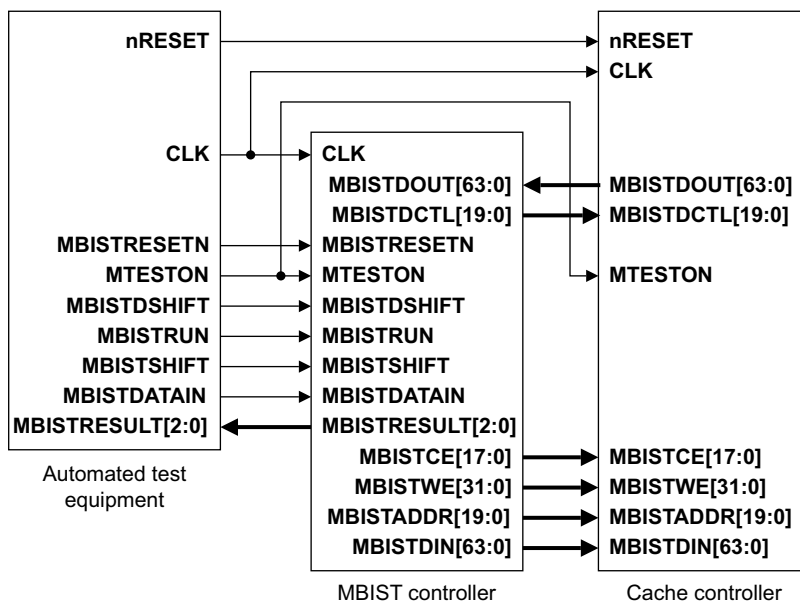 nRESET
CLK
MBISTRESETN
MTESTON
MBISTDSHIFT
MBISTRUN
MBISTSHIFT
MBISTDATAIN
MBISTRESULT[2:0]
Automated test
equipment
CLK
MBISTDOUT[63:0]
MBISTDCTL[19:0]
MBISTRESETN
MTESTON
MBISTDSHIFT
MBISTRUN
MBISTSHIFT
MBISTDATAIN
MBISTRESULT[2:0]
MBISTCE[17:0]
MBISTWE[31:0]
MBISTADDR[19:0]
MBISTDIN[63:0]
MBIST controller
nRESET
CLK
MBISTDOUT[63:0]
MBISTDCTL[19:0]
MTESTON
MBISTCE[17:0]
MBISTWE[31:0]
MBISTADDR[19:0]
MBISTDIN[63:0]
Cache controller